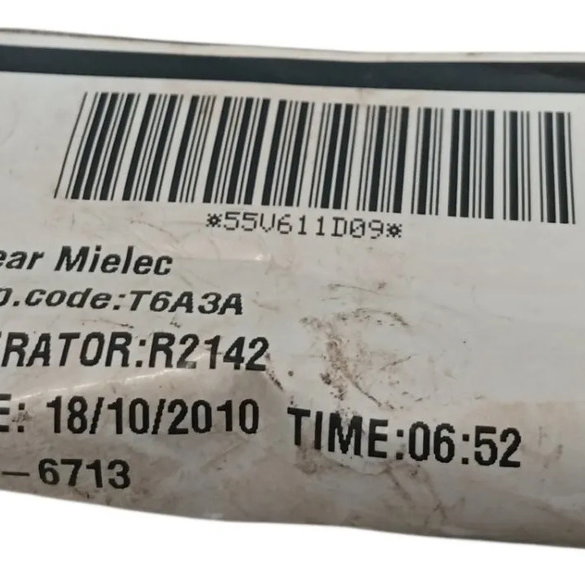 *55V611D09*
ear Mielec
p.code:T6A3A
RATOR:R2142
E: 18/10/2010 TIME:06:52
-6713